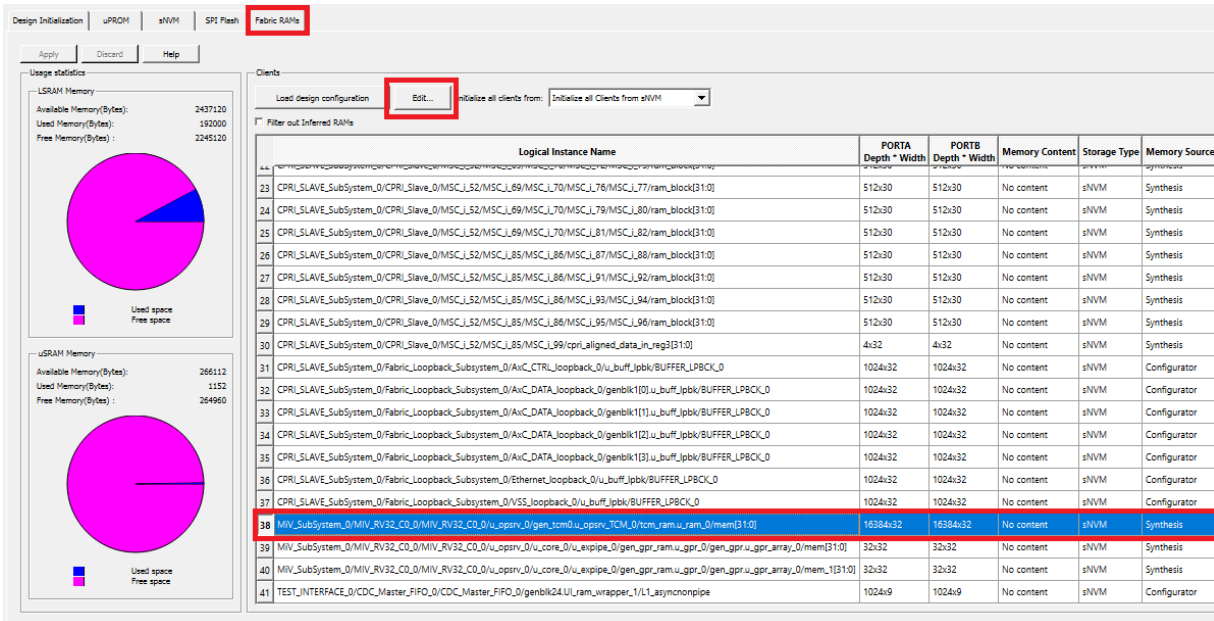 Design Initialization uPROM sNVM SPI Flash Fabric RAMs
Apply Discard Help
Usage statistics
LSRAM Memory
Available Memory(Bytes): 2437120
Used Memory(Bytes): 192000
Free Memory(Bytes) : 2245120
Used space
Free space
uSRAM Memory
Available Memory(Bytes): 266112
Used Memory(Bytes): 1152
Free Memory(Bytes) : 264960
Used space
Free space
Clients
Load design configuration Edit... nitialize all clients from: Initialize all Clients from sNVM
Filter out Inferred RAMs
Logical Instance Name PORTA Depth * Width PORTB Depth * Width Memory Content Storage Type Memory Source
23 CPRI_SLAVE_SubSystem_0/CPRI_Slave_0/MSC_i_52/MSC_i_69/MSC_i_70/MSC_i_76/MSC_i_77/ram_block[31:0] 512x30 512x30 No content sNVM Synthesis
24 CPRI_SLAVE_SubSystem_0/CPRI_Slave_0/MSC_i_52/MSC_i_69/MSC_i_70/MSC_i_79/MSC_i_80/ram_block[31:0] 512x30 512x30 No content sNVM Synthesis
25 CPRI_SLAVE_SubSystem_0/CPRI_Slave_0/MSC_i_52/MSC_i_69/MSC_i_70/MSC_i_81/MSC_i_82/ram_block[31:0] 512x30 512x30 No content sNVM Synthesis
26 CPRI_SLAVE_SubSystem_0/CPRI_Slave_0/MSC_i_52/MSC_i_85/MSC_i_86/MSC_i_87/MSC_i_88/ram_block[31:0] 512x30 512x30 No content sNVM Synthesis
27 CPRI_SLAVE_SubSystem_0/CPRI_Slave_0/MSC_i_52/MSC_i_85/MSC_i_86/MSC_i_91/MSC_i_92/ram_block[31:0] 512x30 512x30 No content sNVM Synthesis
28 CPRI_SLAVE_SubSystem_0/CPRI_Slave_0/MSC_i_52/MSC_i_85/MSC_i_86/MSC_i_93/MSC_i_94/ram_block[31:0] 512x30 512x30 No content sNVM Synthesis
29 CPRI_SLAVE_SubSystem_0/CPRI_Slave_0/MSC_i_52/MSC_i_85/MSC_i_86/MSC_i_95/MSC_i_96/ram_block[31:0] 512x30 512x30 No content sNVM Synthesis
30 CPRI_SLAVE_SubSystem_0/CPRI_Slave_0/MSC_i_52/MSC_i_85/MSC_i_99/cpri_aligned_data_in_reg3[31:0] 4x32 4x32 No content sNVM Synthesis
31 CPRI_SLAVE_SubSystem_0/Fabric_Loopback_Subsystem_0/AxC_CTRL_loopback_0/u_buff_lpbk/BUFFER_LPBCK_0 1024x32 1024x32 No content sNVM Configurator
32 CPRI_SLAVE_SubSystem_0/Fabric_Loopback_Subsystem_0/AxC_DATA_loopback_0/genblk1[0].u_buff_lpbk/BUFFER_LPBCK_0 1024x32 1024x32 No content sNVM Configurator
33 CPRI_SLAVE_SubSystem_0/Fabric_Loopback_Subsystem_0/AxC_DATA_loopback_0/genblk1[1].u_buff_lpbk/BUFFER_LPBCK_0 1024x32 1024x32 No content sNVM Configurator
34 CPRI_SLAVE_SubSystem_0/Fabric_Loopback_Subsystem_0/AxC_DATA_loopback_0/genblk1[2].u_buff_lpbk/BUFFER_LPBCK_0 1024x32 1024x32 No content sNVM Configurator
35 CPRI_SLAVE_SubSystem_0/Fabric_Loopback_Subsystem_0/AxC_DATA_loopback_0/genblk1[3].u_buff_lpbk/BUFFER_LPBCK_0 1024x32 1024x32 No content sNVM Configurator
36 CPRI_SLAVE_SubSystem_0/Fabric_Loopback_Subsystem_0/Ethernet_loopback_0/u_buff_lpbk/BUFFER_LPBCK_0 1024x32 1024x32 No content sNVM Configurator
37 CPRI_SLAVE_SubSystem_0/Fabric_Loopback_Subsystem_0/VSS_loopback_0/u_buff_lpbk/BUFFER_LPBCK_0 1024x32 1024x32 No content sNVM Configurator
38 MiV_SubSystem_0/MIV_RV32_C0_0/MIV_RV32_C0_0/u_opsrv_0/gen_tcm0.u_opsrv_TCM_0/tcm_ram.u_ram_0/mem[31:0] 16384x32 16384x32 No content sNVM Synthesis
39 MiV_SubSystem_0/MIV_RV32_C0_0/MIV_RV32_C0_0/u_opsrv_0/u_core_0/u_expipe_0/gen_gpr_ram.u_gpr_0/gen_gpr.u_gpr_array_0/mem[31:0] 32x32 32x32 No content sNVM Synthesis
40 MiV_SubSystem_0/MIV_RV32_C0_0/MIV_RV32_C0_0/u_opsrv_0/u_core_0/u_expipe_0/gen_gpr_ram.u_gpr_0/gen_gpr.u_gpr_array_0/mem_1[31:0] 32x32 32x32 No content sNVM Synthesis
41 TEST_INTERFACE_0/CDC_Master_FIFO_0/CDC_Master_FIFO_0/genblk24.UI_ram_wrapper_1/L1_asyncnonpipe 1024x9 1024x9 No content sNVM Configurator